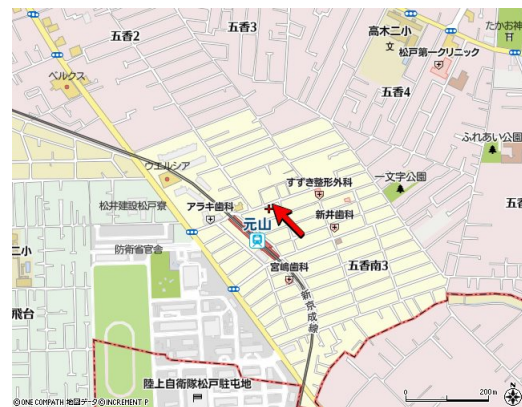 五香2
五香3
高木二小
たかお神
松戸第一クリニック
ベルクス
五香4
ふれあい公園
ウエルシア
すずき整形外科
一文字公園
松井建設松戸寮
アラキ歯科
新井歯科
五香
元山
防衛省官舎
二小
宮嶋歯科
五香南3
新京成線
飛台
陸上自衛隊松戸駐屯地
0
200m
©ONE COMPATH 地図データ©INCREMENT P